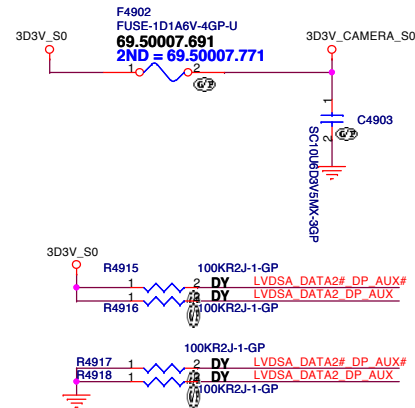 F4902
FUSE-1D1A6V-4GP-U
3D3V_S0
69.50007.691
2ND = 69.50007.771
3D3V_CAMERA_S0
1
2
1
C4903
2
SC10U6D3V5MX-3GP
3D3V_S0
R4915
100KR2J-1-GP
1
2
DY
LVDSA_DATA2#_DP_AUX#
1
2
DY
LVDSA_DATA2_DP_AUX
R4916
100KR2J-1-GP
100KR2J-1-GP
R4917
1
2
DY
LVDSA_DATA2#_DP_AUX#
R4918
1
2
DY
LVDSA_DATA2_DP_AUX
100KR2J-1-GP